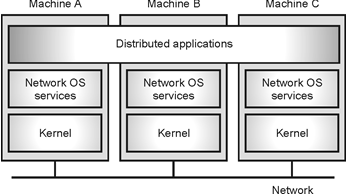 Machine A Machine B Machine C
Distributed applications
Network OS services Network OS services Network OS services
Kernel Kernel Kernel
Network